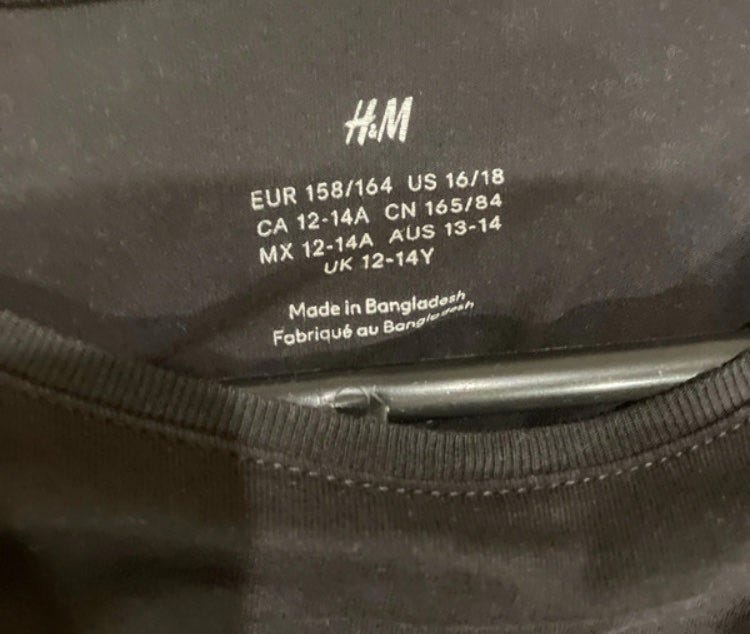 H&M
EUR 158/164 US 16/18
CA 12-14A CN 165/84
MX 12-14A AUS 13-14
UK 12-14Y
Made in Bangladesh
Fabriqué au Bangladesh